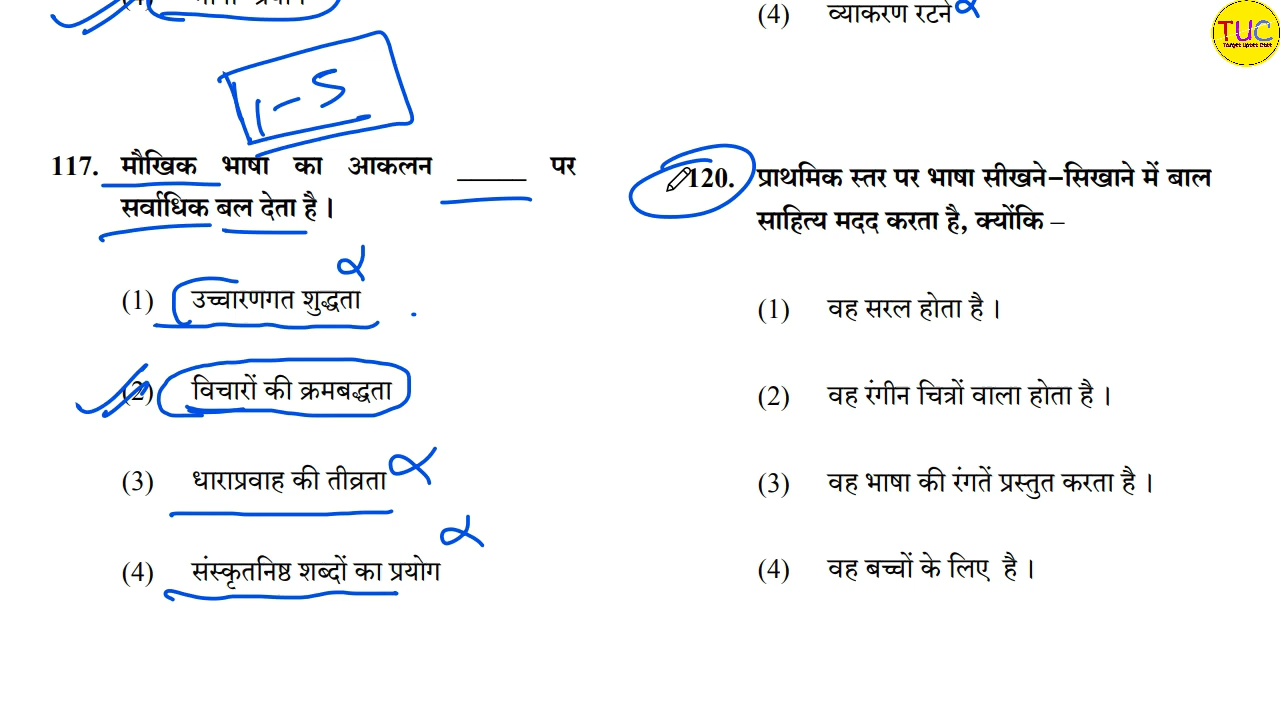 1-5
117. मौखिक भाषा का आकलन _____ पर
सर्वाधिक बल देता है।
(1) उच्चारणगत शुद्धता
(2) विचारों की क्रमबद्धता
(3) धाराप्रवाह की तीव्रता
(4) संस्कृतनिष्ठ शब्दों का प्रयोग
(4) व्याकरण रटने
TUC
120. प्राथमिक स्तर पर भाषा सीखने–सिखाने में बाल
साहित्य मदद करता है, क्योंकि –
(1) वह सरल होता है।
(2) वह रंगीन चित्रों वाला होता है।
(3) वह भाषा की रंगतें प्रस्तुत करता है।
(4) वह बच्चों के लिए है।